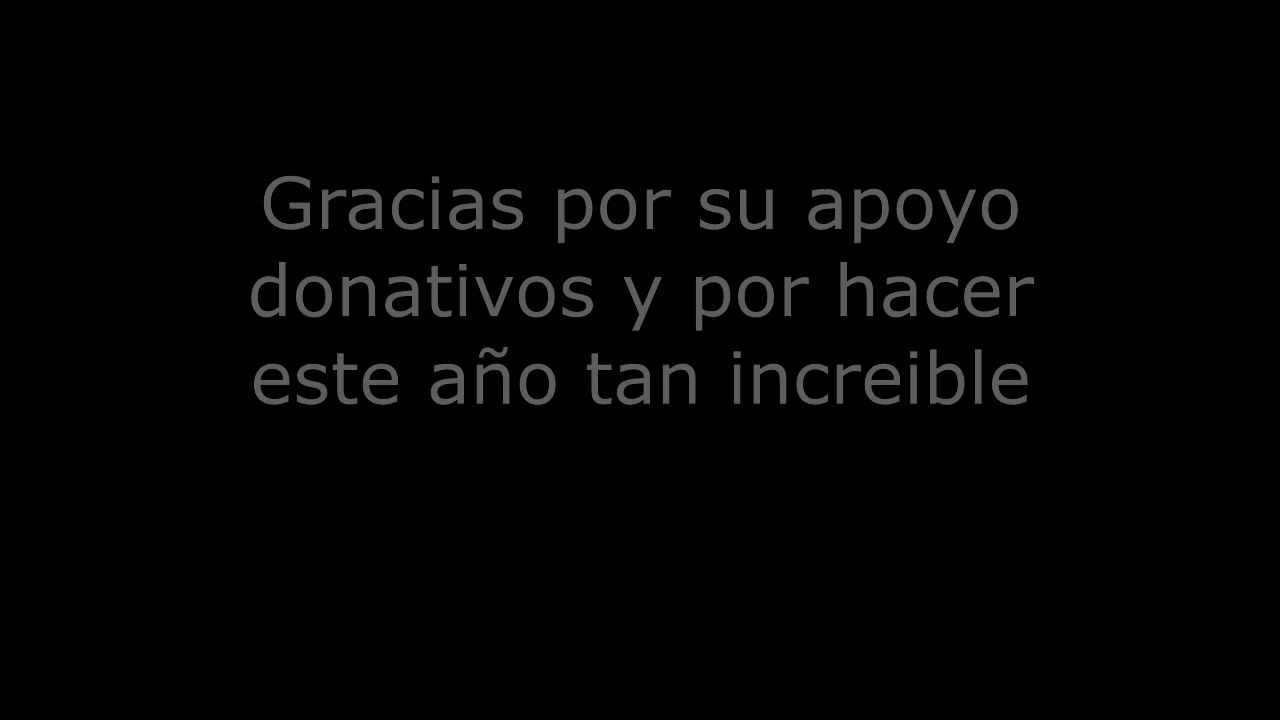 Gracias por su apoyo
donativos y por hacer
este año tan increible